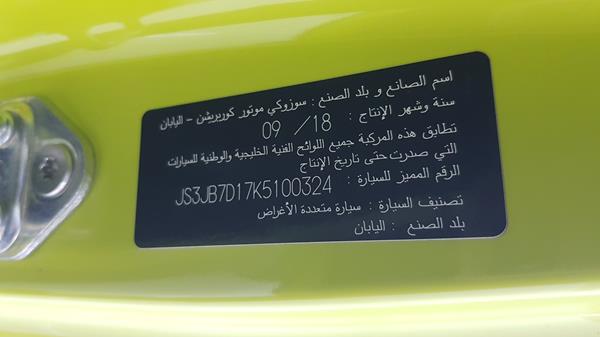 اسم الصانع و بلد الصنع : سوزوكي موتور كوربريشن - اليابان
سنة وشهر الإنتاج : 18 / 09
تطابق هذه المركبة جميع اللوائح الفنية الخليجية والوطنية للسيارات
التي صدرت حتى تاريخ الإنتاج
الرقم المميز للسيارة : JS3JB7D17K5100324
تصنيف السيارة : سيارة متعددة الأغراض
بلد الصنع : اليابان